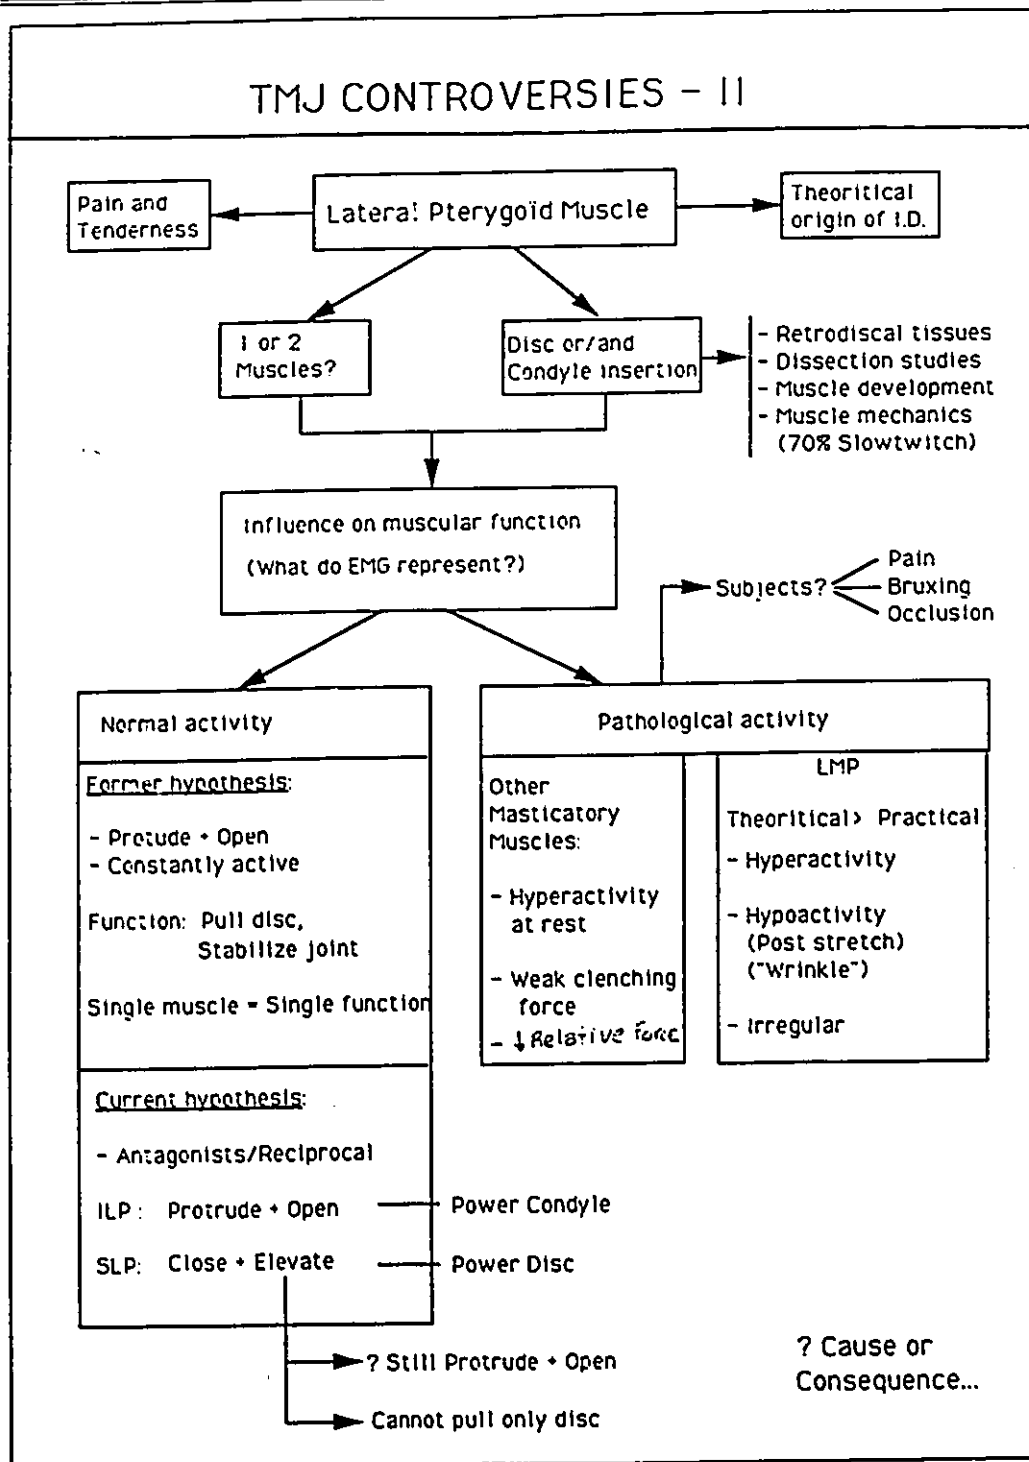 TMJ CONTROVERSIES - II
Pain and
Tenderness
Lateral Pterygoïd Muscle
Theoritical
origin of I.D.
1 or 2
Muscles?
Disc or/and
Condyle insertion
- Retrodiscal tissues
- Dissection studies
- Muscle development
- Muscle mechanics
(70% Slowtwitch)
Influence on muscular function
(What do EMG represent?)
Subjects?
Pain
Bruxing
Occlusion
Normal activity
Former hypothesis:
- Protude + Open
- Constantly active
Function: Pull disc,
Stabilize joint
Single muscle = Single function
Current hypothesis:
- Antagonists/Reciprocal
ILP : Protrude + Open
Power Condyle
SLP: Close + Elevate
Power Disc
? Still Protrude + Open
Cannot pull only disc
Pathological activity
Other
Masticatory
Muscles:
- Hyperactivity
at rest
- Weak clenching
force
- ↓ Relative force
LMP
Theoritical> Practical
- Hyperactivity
- Hypoactivity
(Post stretch)
("Wrinkle")
- Irregular
? Cause or
Consequence...